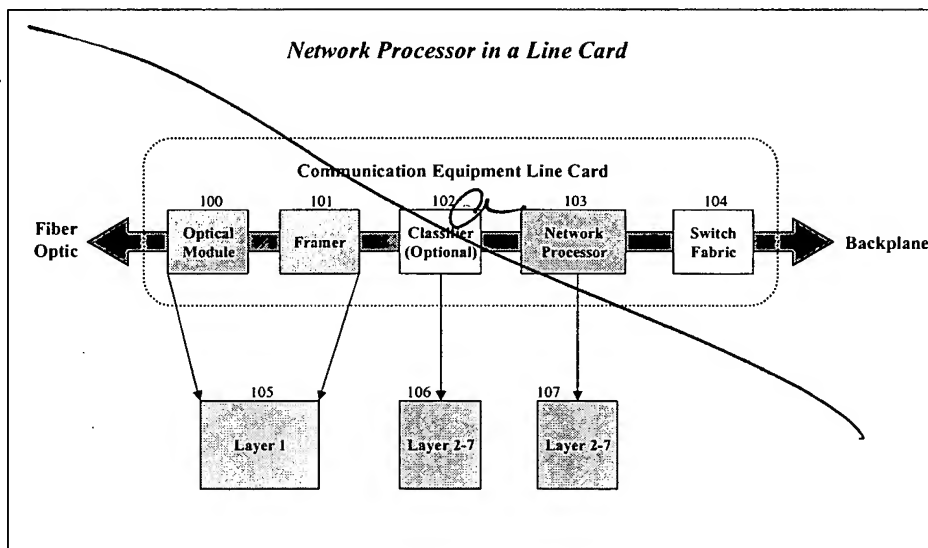 Network Processor in a Line Card
Communication Equipment Line Card
100
101
102
103
104
Fiber
Optic
Optical
Module
Framer
Classifier
(Optional)
Network
Processor
Switch
Fabric
Backplane
105
106
107
Layer 1
Layer 2-7
Layer 2-7